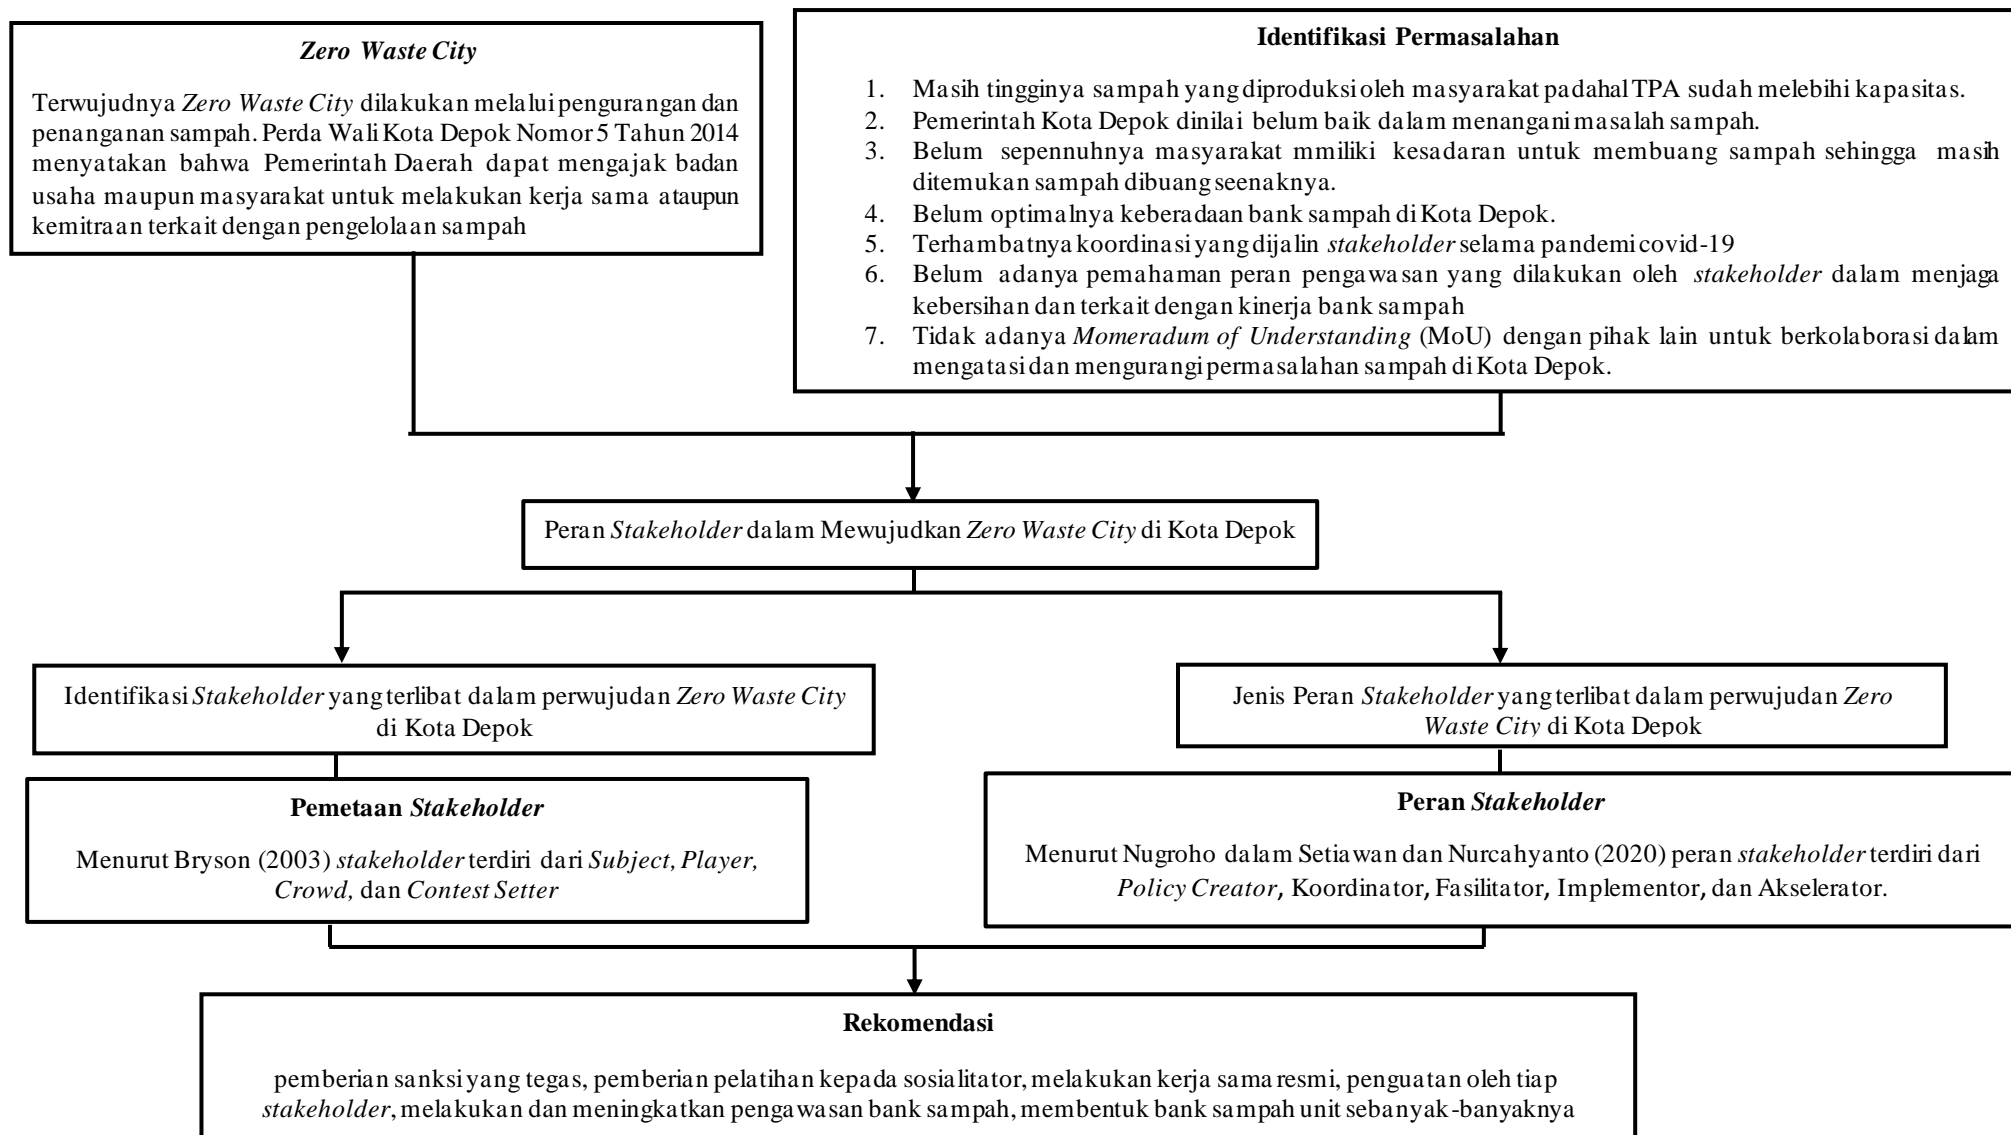 Zero Waste City
Terwujudnya Zero Waste City dilakukan melalui pengurangan dan
penanganan sampah. Perda Wali Kota Depok Nomor 5 Tahun 2014
menyatakan bahwa Pemerintah Daerah dapat mengajak badan
usaha maupun masyarakat untuk melakukan kerja sama ataupun
kemitraan terkait dengan pengelolaan sampah
Identifikasi Permasalahan
1. Masih tingginya sampah yang diproduksi oleh masyarakat padahal TPA sudah melebihi kapasitas.
2. Pemerintah Kota Depok dinilai belum baik dalam menangani masalah sampah.
3. Belum sepennuhnya masyarakat mmiliki kesadaran untuk membuang sampah sehingga masih
ditemukan sampah dibuang seenaknya.
4. Belum optimalnya keberadaan bank sampah di Kota Depok.
5. Terhambatnya koordinasi yang dijalin stakeholder selama pandemi covid-19
6. Belum adanya pemahaman peran pengawasan yang dilakukan oleh stakeholder dalam menjaga
kebersihan dan terkait dengan kinerja bank sampah
7. Tidak adanya Momeradum of Understanding (MoU) dengan pihak lain untuk berkolaborasi dalam
mengatasi dan mengurangi permasalahan sampah di Kota Depok.
Peran Stakeholder dalam Mewujudkan Zero Waste City di Kota Depok
Identifikasi Stakeholder yang terlibat dalam perwujudan Zero Waste City
di Kota Depok
Jenis Peran Stakeholder yang terlibat dalam perwujudan Zero
Waste City di Kota Depok
Pemetaan Stakeholder
Menurut Bryson (2003) stakeholder terdiri dari Subject, Player,
Crowd, dan Contest Setter
Peran Stakeholder
Menurut Nugroho dalam Setiawan dan Nurcahyanto (2020) peran stakeholder terdiri dari
Policy Creator, Koordinator, Fasilitator, Implementor, dan Akselerator.
Rekomendasi
pemberian sanksi yang tegas, pemberian pelatihan kepada sosialitator, melakukan kerja sama resmi, penguatan oleh tiap
stakeholder, melakukan dan meningkatkan pengawasan bank sampah, membentuk bank sampah unit sebanyak-banyaknya